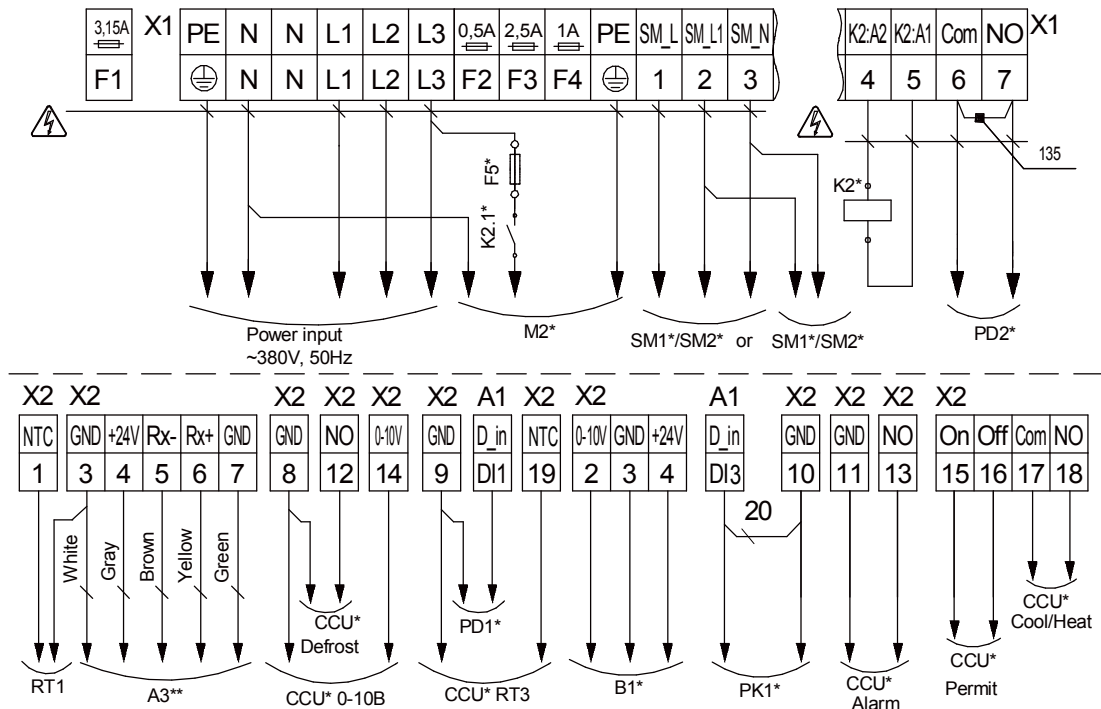 3,15A X1 PE N N L1 L2 L3 0,5A 2,5A 1A PE SM_L SM_L1 SM_N K2:A2 K2:A1 Com NO X1
F1 N N L1 L2 L3 F2 F3 F4 1 2 3 4 5 6 7
135
F5*
K2.1*
K2*
Power input
~380V, 50Hz
M2*
SM1*/SM2* or SM1*/SM2*
PD2*
X2 X2 X2 X2 X2 X2 A1 X2 X2 A1 X2 X2 X2 X2
NTC GND +24V Rx- Rx+ GND GND NO 0-10V GND D_in NTC 0-10V GND +24V D_in GND GND NO On Off Com NO
1 3 4 5 6 7 8 12 14 9 DI1 19 2 3 4 DI3 10 11 13 15 16 17 18
20
White
Gray
Brown
Yellow
Green
CCU*
Defrost
PD1*
CCU*
Cool/Heat
RT1
A3**
CCU* 0-10B
CCU* RT3
B1*
PK1*
CCU*
Alarm
CCU*
Permit